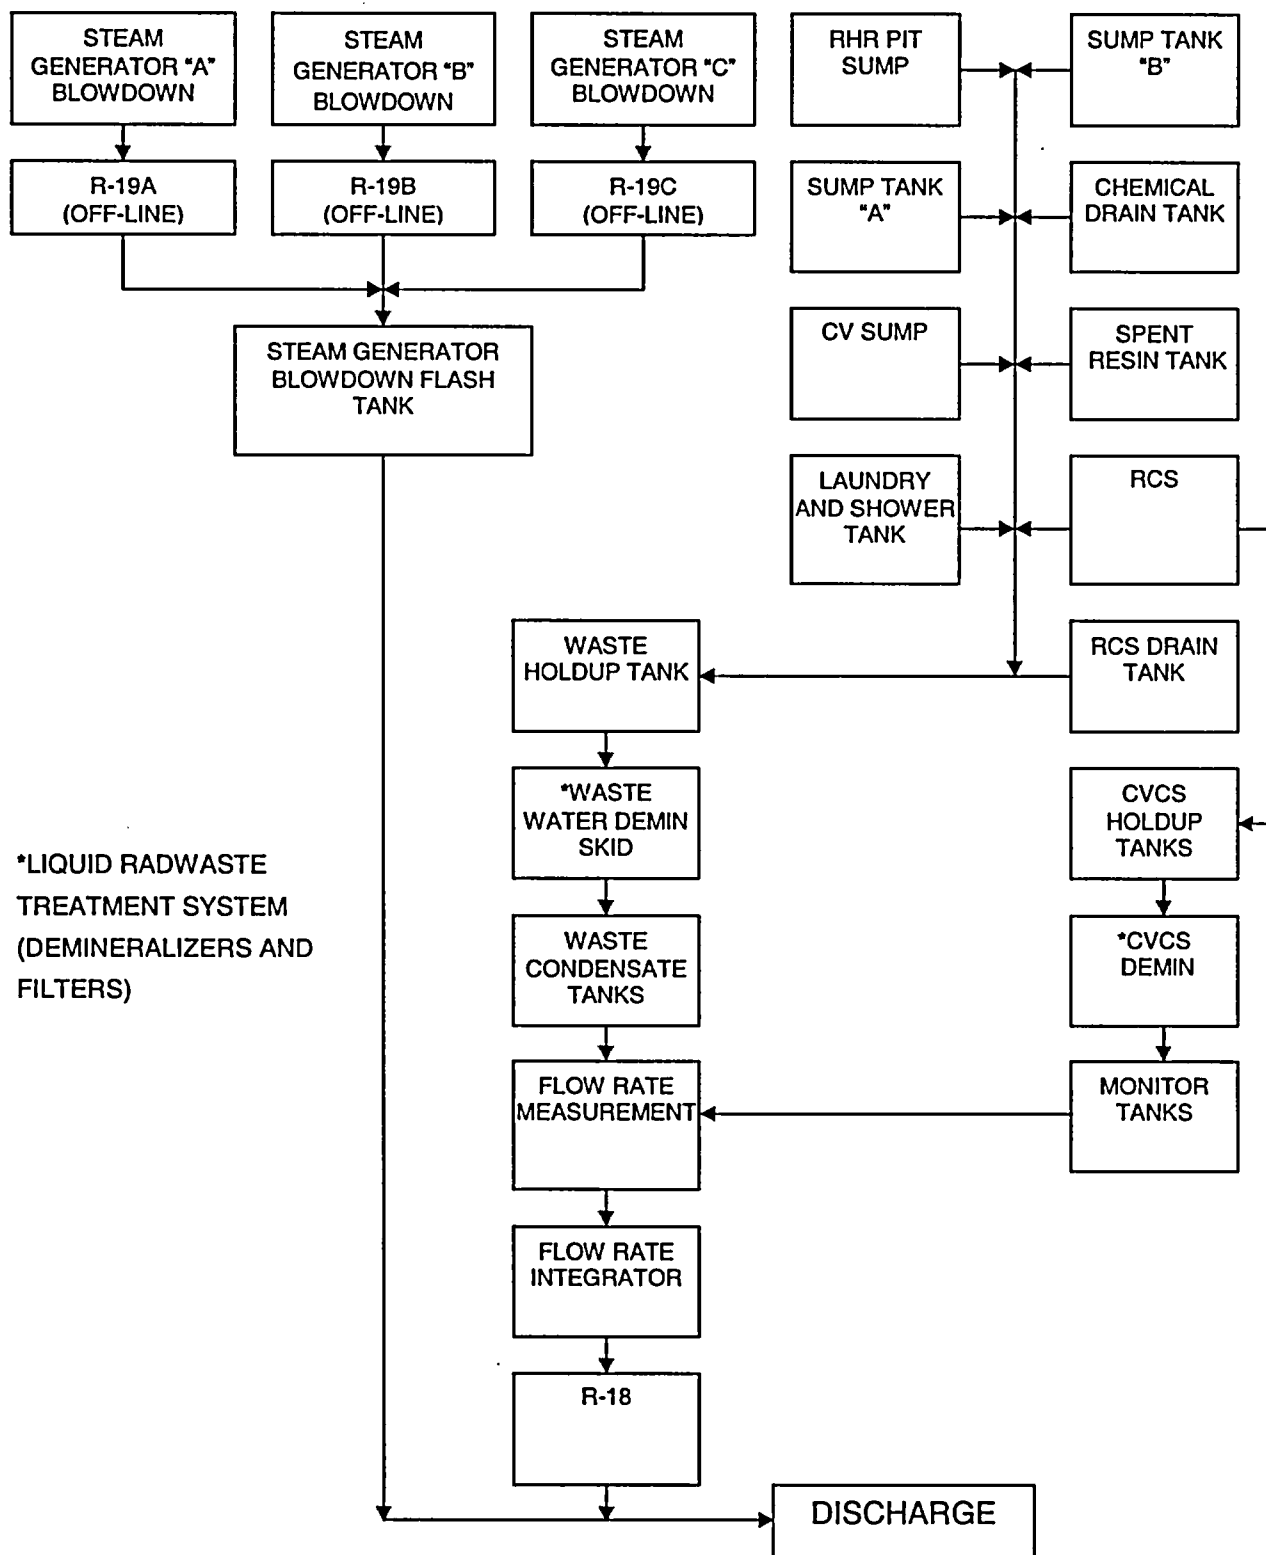 STEAM
GENERATOR "A"
BLOWDOWN
STEAM
GENERATOR "B"
BLOWDOWN
STEAM
GENERATOR "C"
BLOWDOWN
RHR PIT
SUMP
SUMP TANK
"B"
R-19A
(OFF-LINE)
R-19B
(OFF-LINE)
R-19C
(OFF-LINE)
SUMP TANK
"A"
CHEMICAL
DRAIN TANK
STEAM GENERATOR
BLOWDOWN FLASH
TANK
CV SUMP
SPENT
RESIN TANK
LAUNDRY
AND SHOWER
TANK
RCS
WASTE
HOLDUP TANK
RCS DRAIN
TANK
*WASTE
WATER DEMIN
SKID
CVCS
HOLDUP
TANKS
*LIQUID RADWASTE
TREATMENT SYSTEM
(DEMINERALIZERS AND
FILTERS)
WASTE
CONDENSATE
TANKS
*CVCS
DEMIN
FLOW RATE
MEASUREMENT
MONITOR
TANKS
FLOW RATE
INTEGRATOR
R-18
DISCHARGE